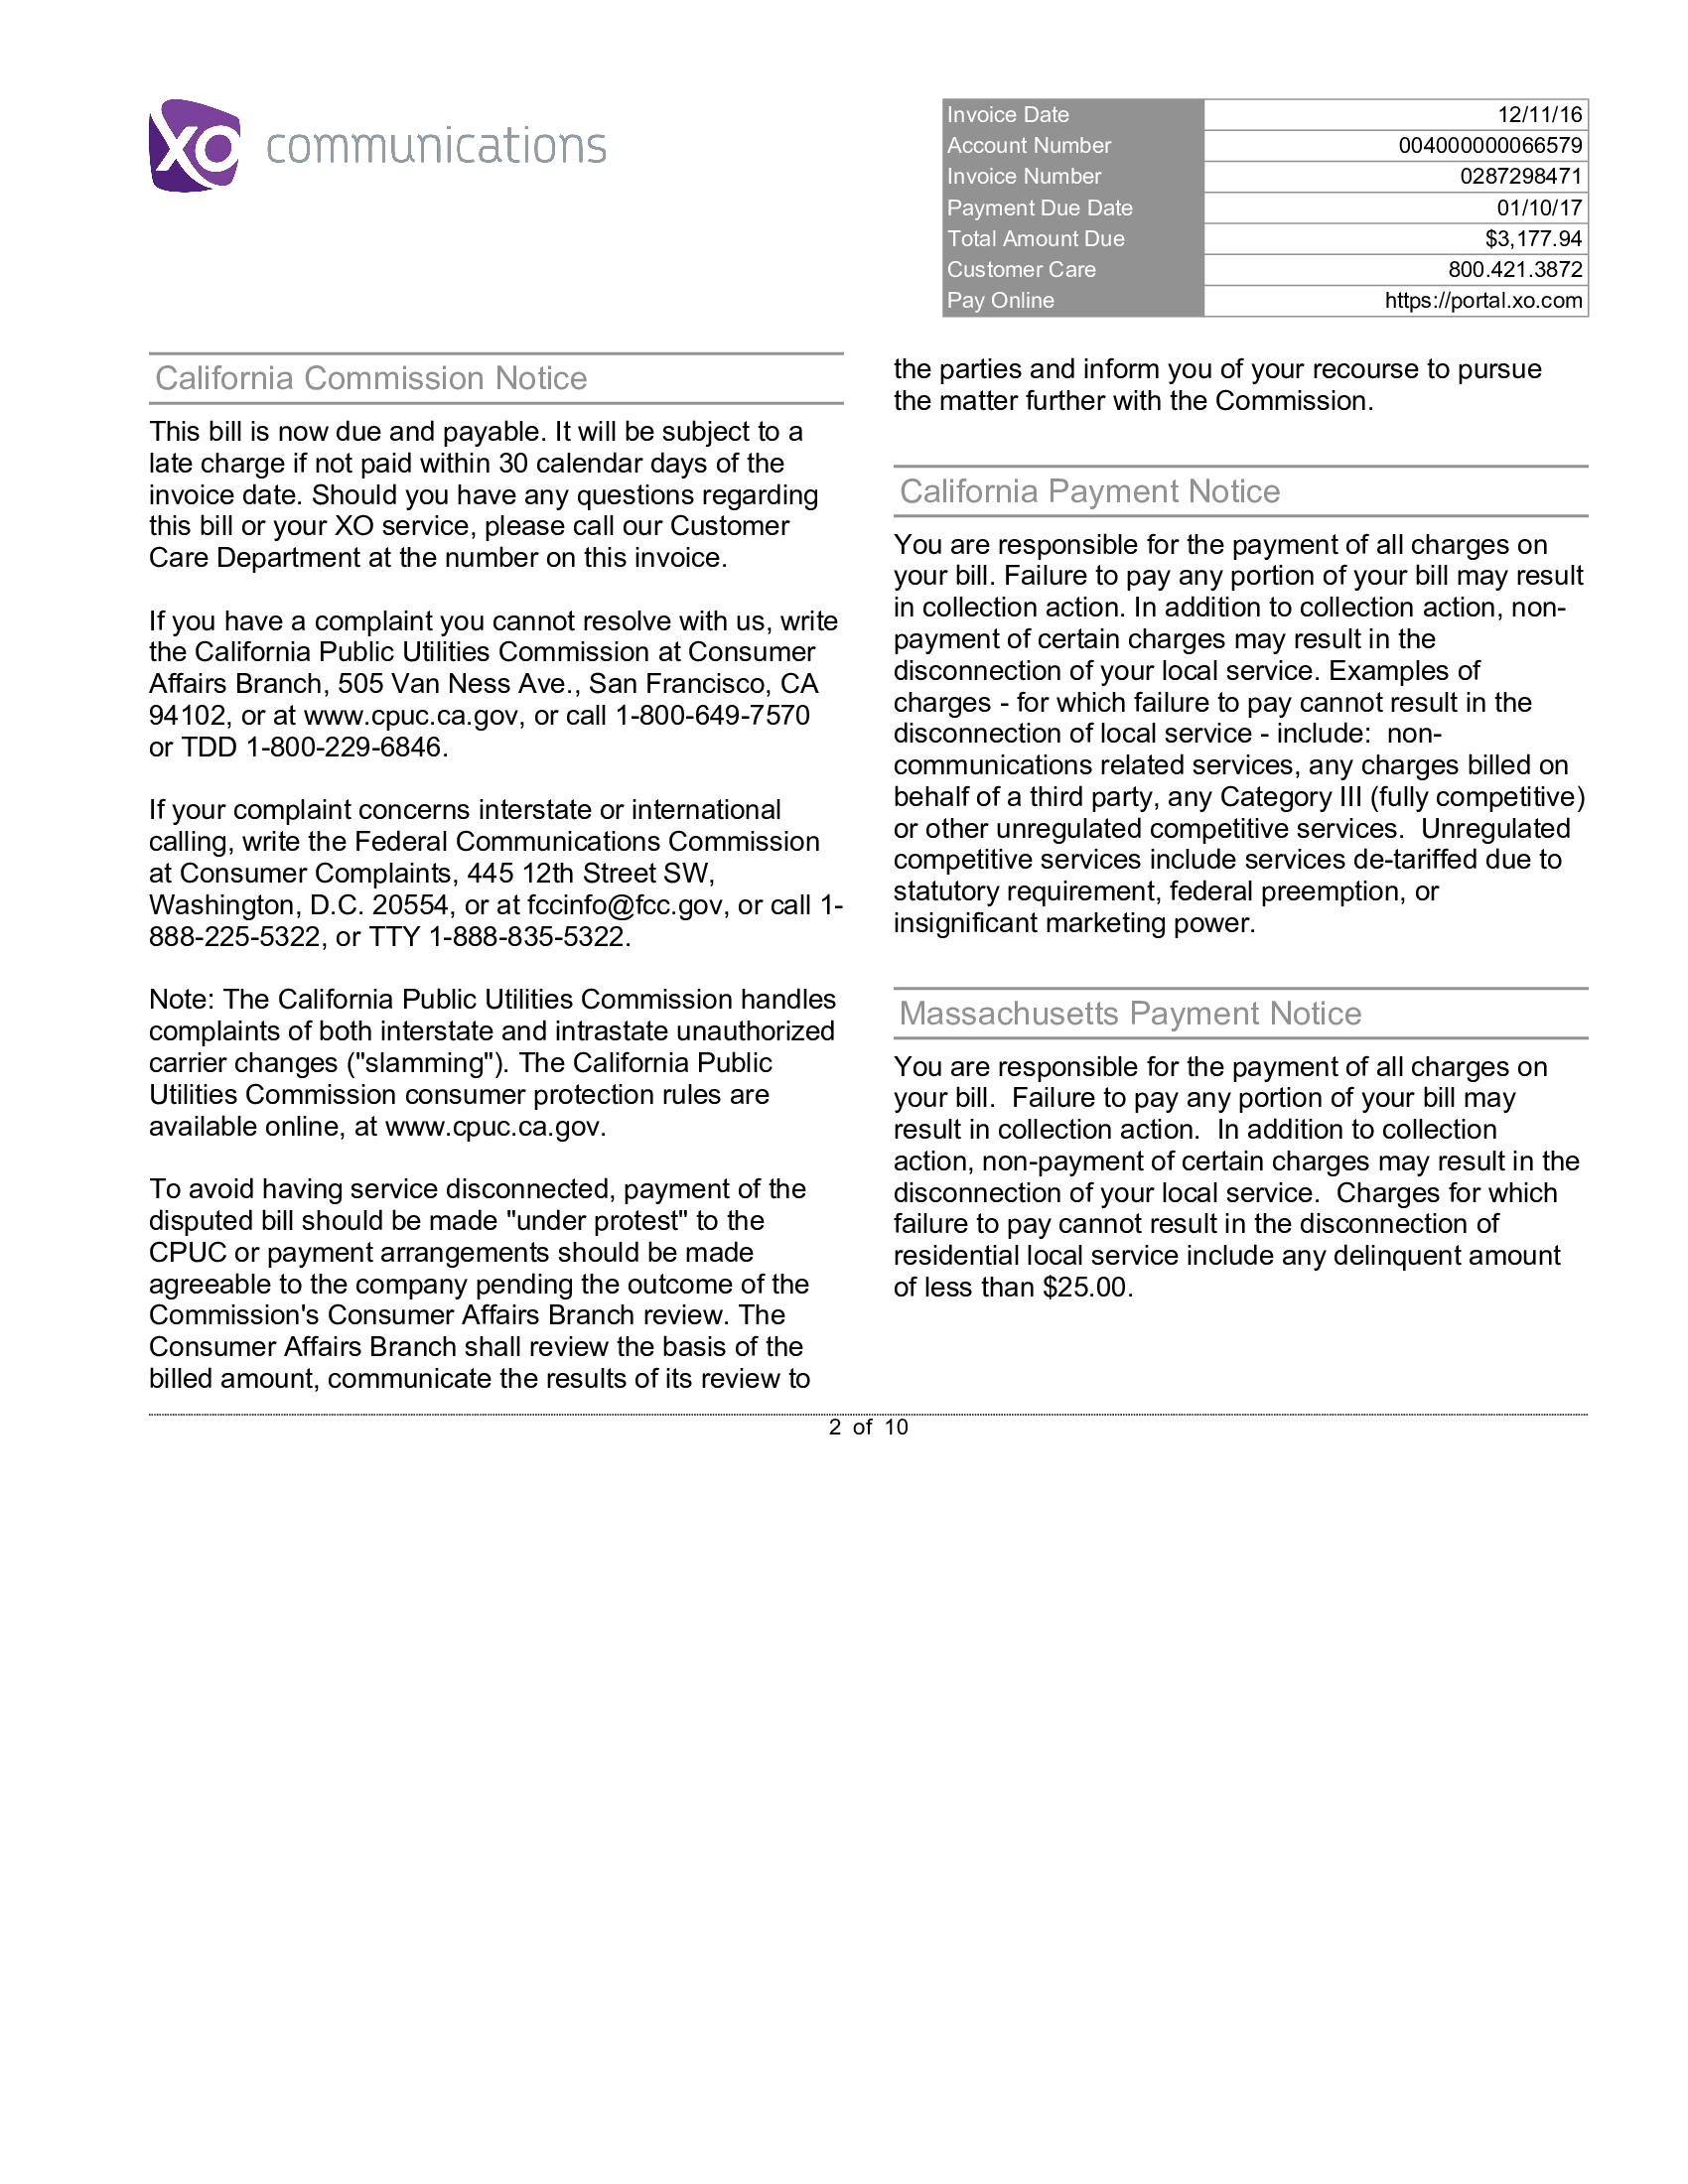 XO communications
Invoice Date 12/11/16
Account Number 004000000066579
Invoice Number 0287298471
Payment Due Date 01/10/17
Total Amount Due $3,177.94
Customer Care 800.421.3872
Pay Online https://portal.xo.com
California Commission Notice
This bill is now due and payable. It will be subject to a
late charge if not paid within 30 calendar days of the
invoice date. Should you have any questions regarding
this bill or your XO service, please call our Customer
Care Department at the number on this invoice.
If you have a complaint you cannot resolve with us, write
the California Public Utilities Commission at Consumer
Affairs Branch, 505 Van Ness Ave., San Francisco, CA
94102, or at www.cpuc.ca.gov, or call 1-800-649-7570
or TDD 1-800-229-6846.
If your complaint concerns interstate or international
calling, write the Federal Communications Commission
at Consumer Complaints, 445 12th Street SW,
Washington, D.C. 20554, or at fccinfo@fcc.gov, or call 1-
888-225-5322, or TTY 1-888-835-5322.
Note: The California Public Utilities Commission handles
complaints of both interstate and intrastate unauthorized
carrier changes ("slamming"). The California Public
Utilities Commission consumer protection rules are
available online, at www.cpuc.ca.gov.
To avoid having service disconnected, payment of the
disputed bill should be made "under protest" to the
CPUC or payment arrangements should be made
agreeable to the company pending the outcome of the
Commission's Consumer Affairs Branch review. The
Consumer Affairs Branch shall review the basis of the
billed amount, communicate the results of its review to
the parties and inform you of your recourse to pursue
the matter further with the Commission.
California Payment Notice
You are responsible for the payment of all charges on
your bill. Failure to pay any portion of your bill may result
in collection action. In addition to collection action, non-
payment of certain charges may result in the
disconnection of your local service. Examples of
charges - for which failure to pay cannot result in the
disconnection of local service - include:  non-
communications related services, any charges billed on
behalf of a third party, any Category III (fully competitive)
or other unregulated competitive services.  Unregulated
competitive services include services de-tariffed due to
statutory requirement, federal preemption, or
insignificant marketing power.
Massachusetts Payment Notice
You are responsible for the payment of all charges on
your bill.  Failure to pay any portion of your bill may
result in collection action.  In addition to collection
action, non-payment of certain charges may result in the
disconnection of your local service.  Charges for which
failure to pay cannot result in the disconnection of
residential local service include any delinquent amount
of less than $25.00.
2 of 10